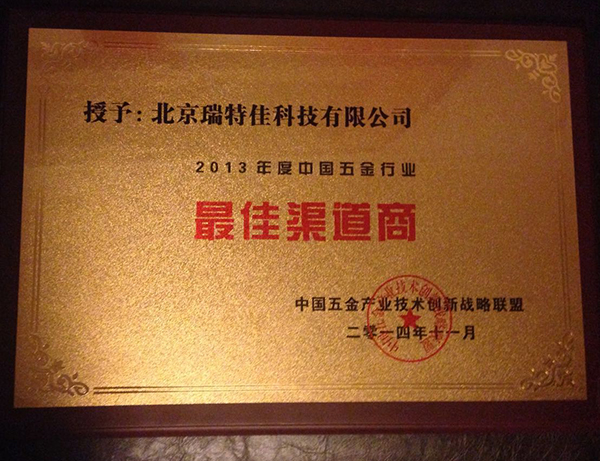 授予：北京瑞特佳科技有限公司
2013年度中国五金行业
最佳渠道商
中国五金产业技术创新战略联盟
二零一四年十一月